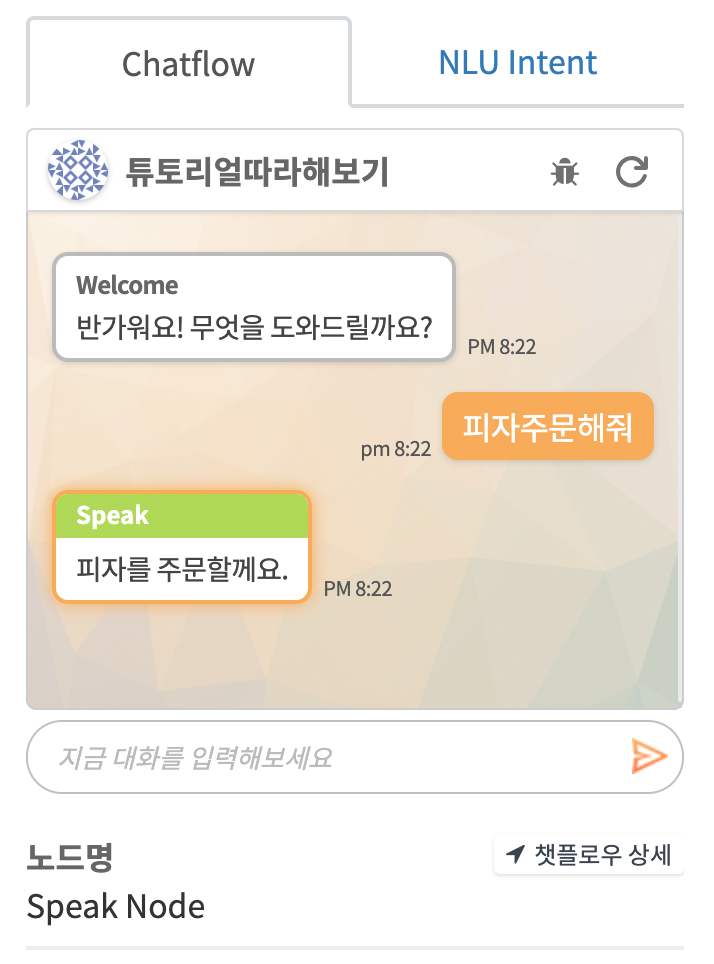 Chatflow
NLU Intent
튜토리얼따라해보기
Welcome
반가워요! 무엇을 도와드릴까요?
PM 8:22
피자주문해줘
pm 8:22
Speak
피자를 주문할께요.
PM 8:22
지금 대화를 입력해보세요
노드명
챗플로우 상세
Speak Node